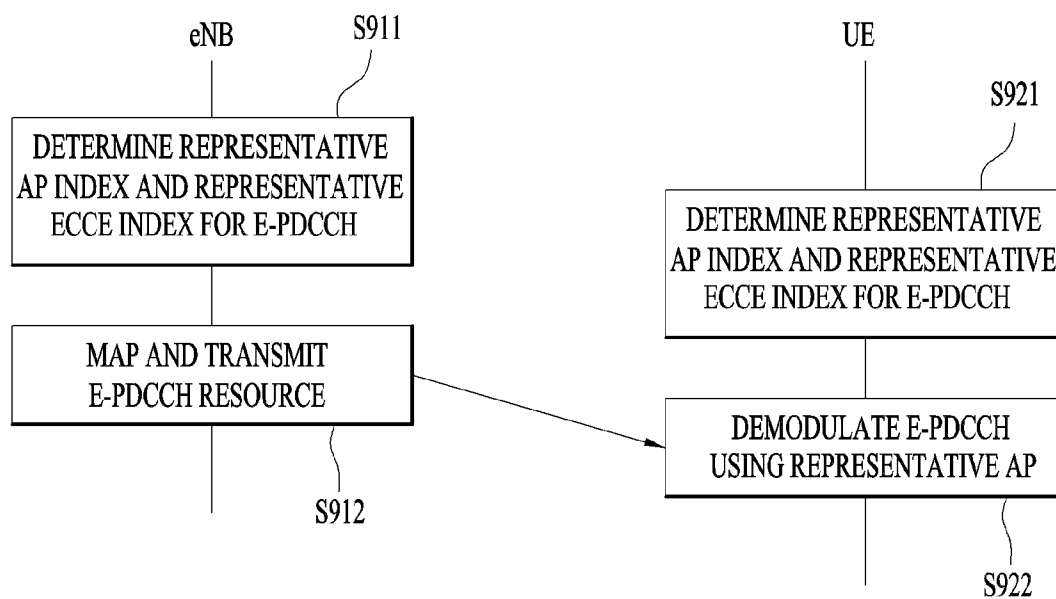 eNB
S911
DETERMINE REPRESENTATIVE
AP INDEX AND REPRESENTATIVE
ECCE INDEX FOR E-PDCCH
MAP AND TRANSMIT
E-PDCCH RESOURCE
S912
UE
S921
DETERMINE REPRESENTATIVE
AP INDEX AND REPRESENTATIVE
ECCE INDEX FOR E-PDCCH
DEMODULATE E-PDCCH
USING REPRESENTATIVE AP
S922